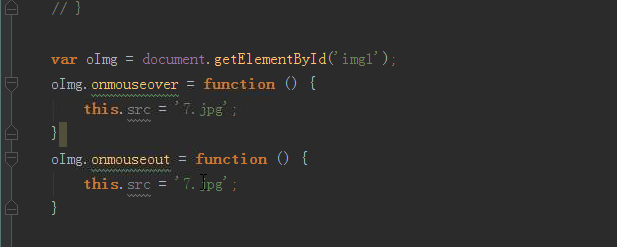 // }
var oImg = document.getElementById('img1');
oImg.onmouseover = function () {
this.src = '7.jpg';
}
oImg.onmouseout = function () {
this.src = '7.jpg';
}